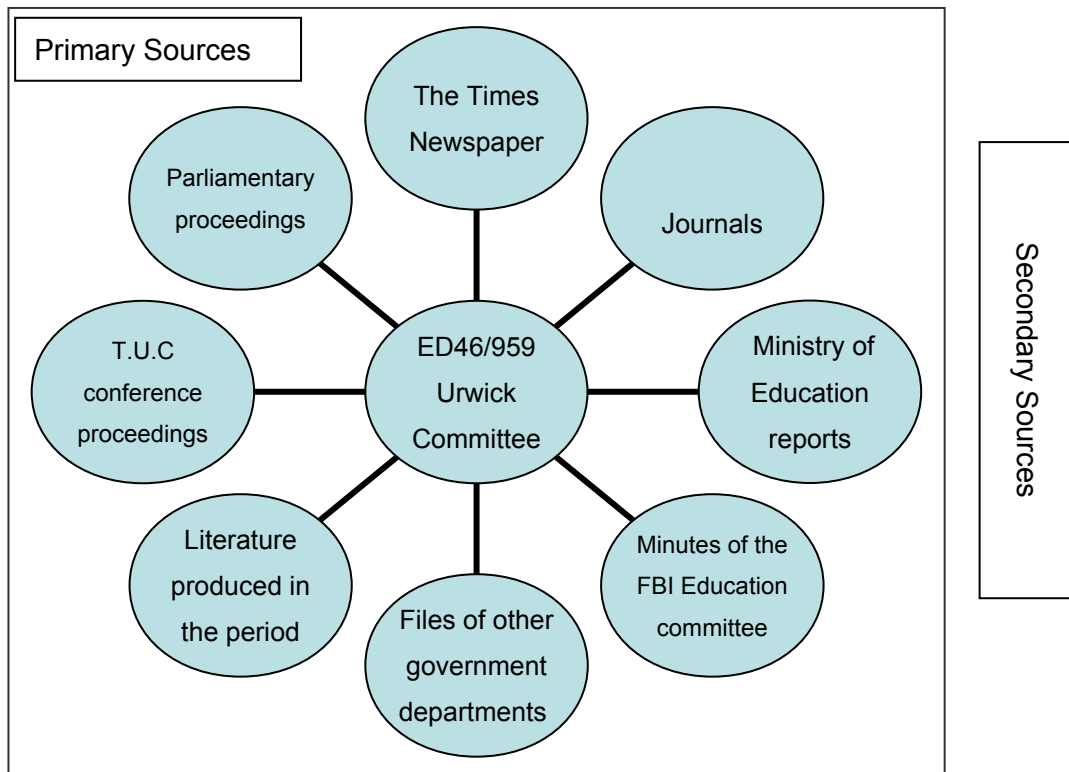 Primary Sources
The Times
Newspaper
Parliamentary
proceedings
Journals
T.U.C
conference
proceedings
ED46/959
Urwick
Committee
Ministry of
Education
reports
Literature
produced in
the period
Files of other
government
departments
Minutes of the
FBI Education
committee
Secondary Sources